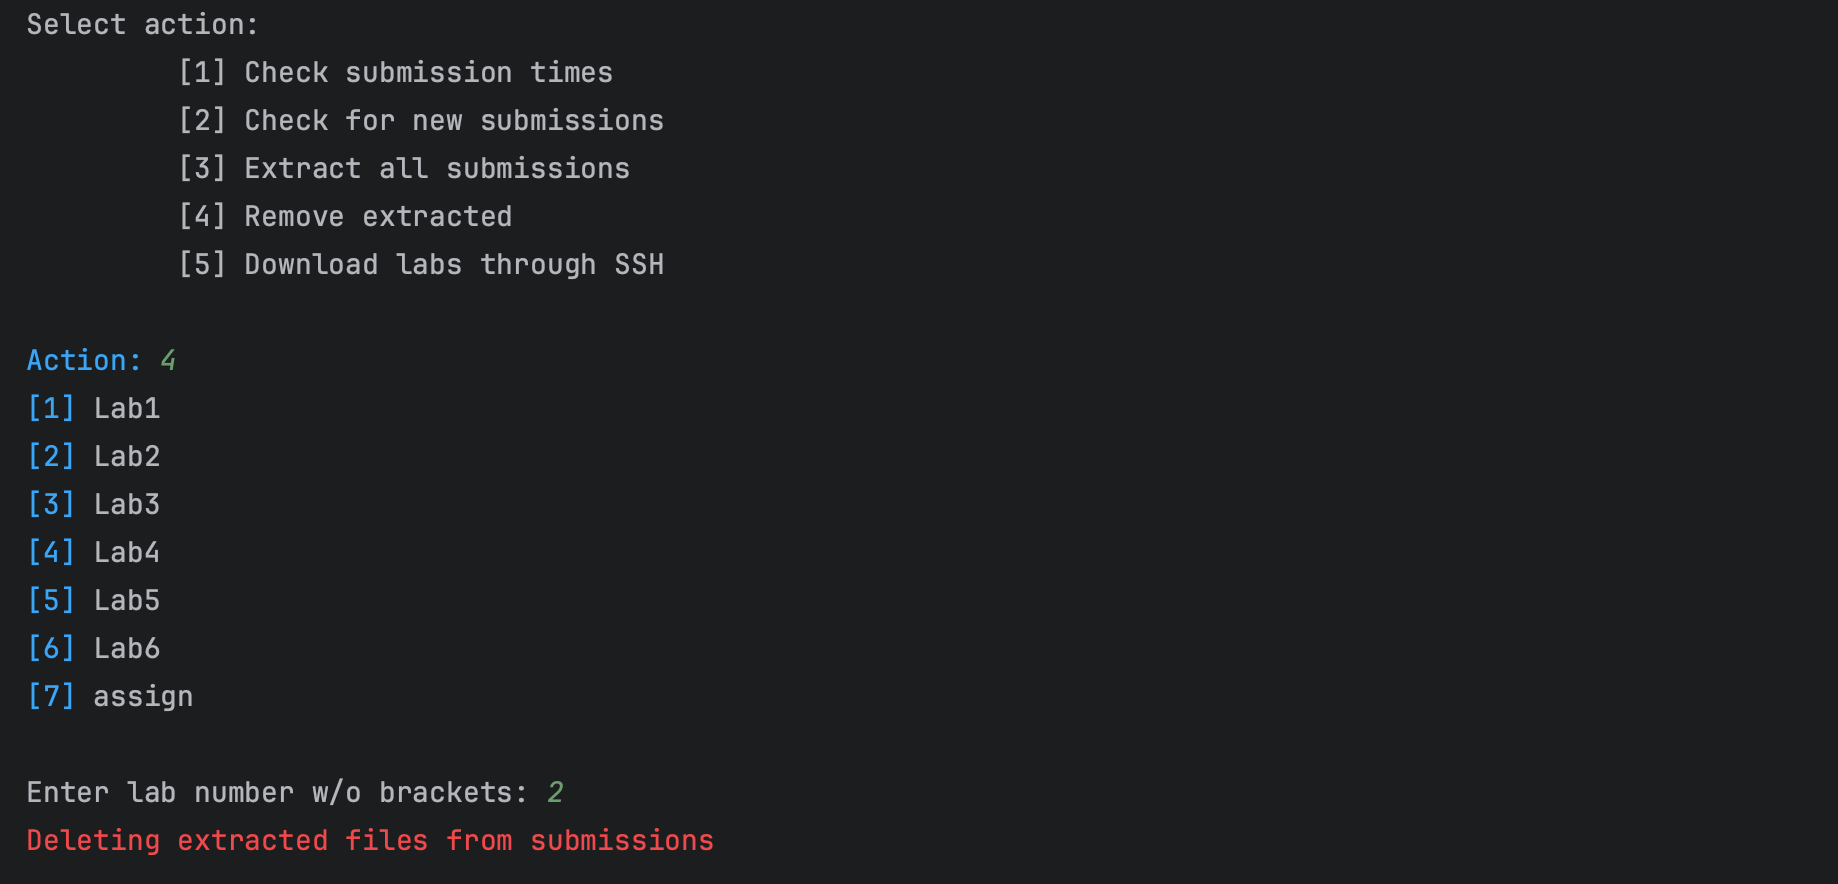 Select action:
[1] Check submission times
[2] Check for new submissions
[3] Extract all submissions
[4] Remove extracted
[5] Download labs through SSH
Action: 4
[1] Lab1
[2] Lab2
[3] Lab3
[4] Lab4
[5] Lab5
[6] Lab6
[7] assign
Enter lab number w/o brackets: 2
Deleting extracted files from submissions